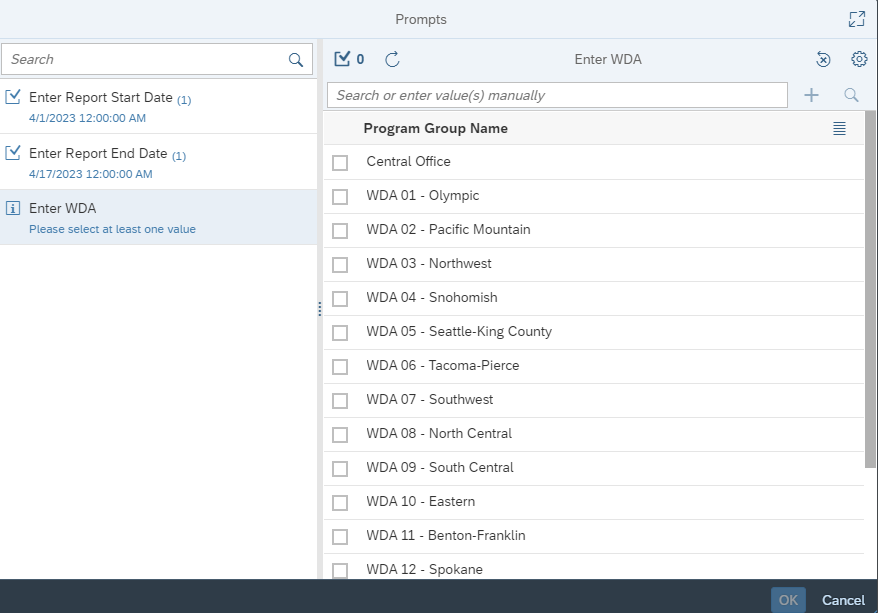 Prompts
Search
Enter Report Start Date (1)
4/1/2023 12:00:00 AM
Enter Report End Date (1)
4/17/2023 12:00:00 AM
Enter WDA
Please select at least one value
0
Enter WDA
Search or enter value(s) manually
Program Group Name
Central Office
WDA 01 - Olympic
WDA 02 - Pacific Mountain
WDA 03 - Northwest
WDA 04 - Snohomish
WDA 05 - Seattle-King County
WDA 06 - Tacoma-Pierce
WDA 07 - Southwest
WDA 08 - North Central
WDA 09 - South Central
WDA 10 - Eastern
WDA 11 - Benton-Franklin
WDA 12 - Spokane
OK Cancel